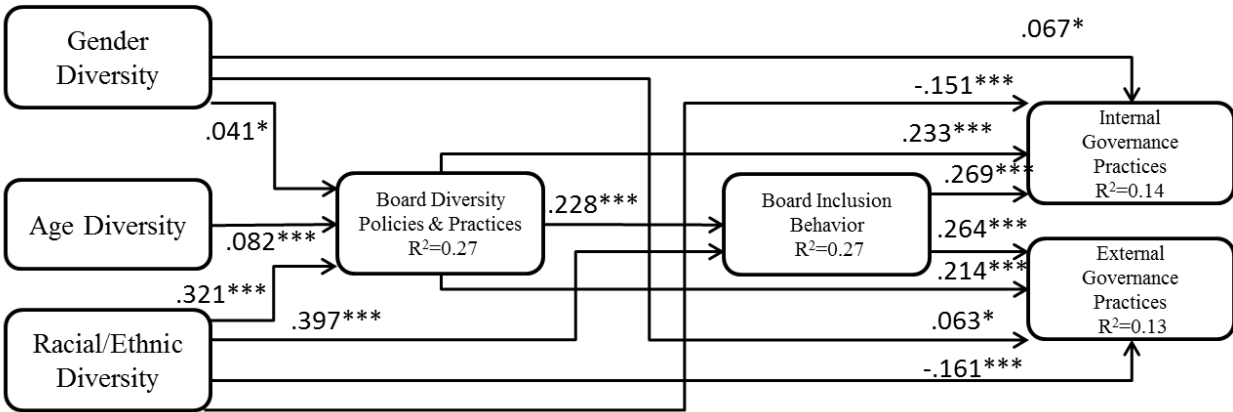 Gender
Diversity
.067*
-.151***
.041*
.233***
Internal
Governance
Practices
R²=0.14
.269***
Board Diversity
Policies & Practices
R²=0.27
.228***
Board Inclusion
Behavior
R²=0.27
Age Diversity
.082***
.264***
.214***
External
Governance
Practices
R²=0.13
.321***
.397***
.063*
Racial/Ethnic
Diversity
-.161***